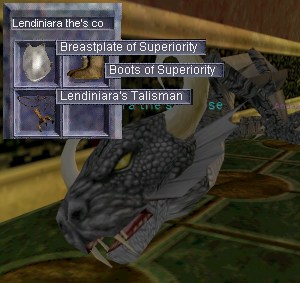 Lendiniara the's co
Breastplate of Superiority
Boots of Superiority
Lendiniara's Talisman